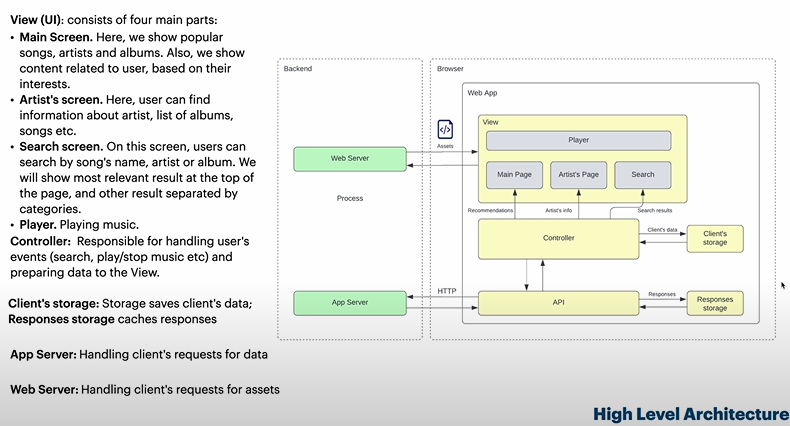 View (UI): consists of four main parts:
• Main Screen. Here, we show popular
songs, artists and albums. Also, we show
content related to user, based on their
interests.
• Artist's screen. Here, user can find
information about artist, list of albums,
songs etc.
• Search screen. On this screen, users can
search by song's name, artist or album. We
will show most relevant result at the top of
the page, and other result separated by
categories.
• Player. Playing music.
Controller: Responsible for handling user's
events (search, play/stop music etc) and
preparing data to the View.
Client's storage: Storage saves client's data;
Responses storage caches responses
App Server: Handling client's requests for data
Web Server: Handling client's requests for assets
Backend
Web Server
Process
App Server
Browser
Web App
</>
Assets
View
Player
Main Page
Artist's Page
Search
Recommendations
Artist's info
Search results
Controller
Client's data
Client's
storage
HTTP
API
Responses
Responses
storage
High Level Architecture